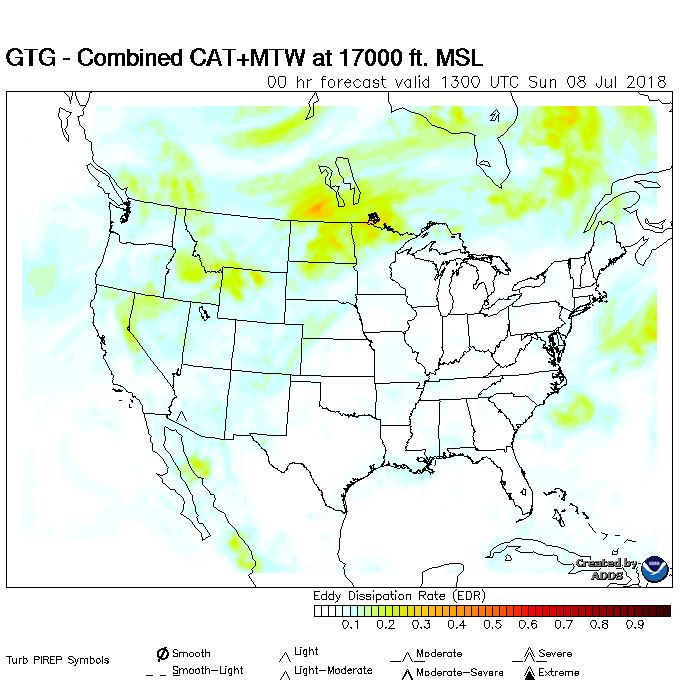 GTG - Combined CAT+MTW at 17000 ft. MSL
00 hr forecast valid 1300 UTC Sun 08 Jul 2018
Created by
ADDS
Eddy Dissipation Rate (EDR)
0.1 0.2 0.3 0.4 0.5 0.6 0.7 0.8 0.9
Turb PIREP Symbols
Smooth Light Moderate Severe
Smooth-Light Light-Moderate Moderate-Severe Extreme